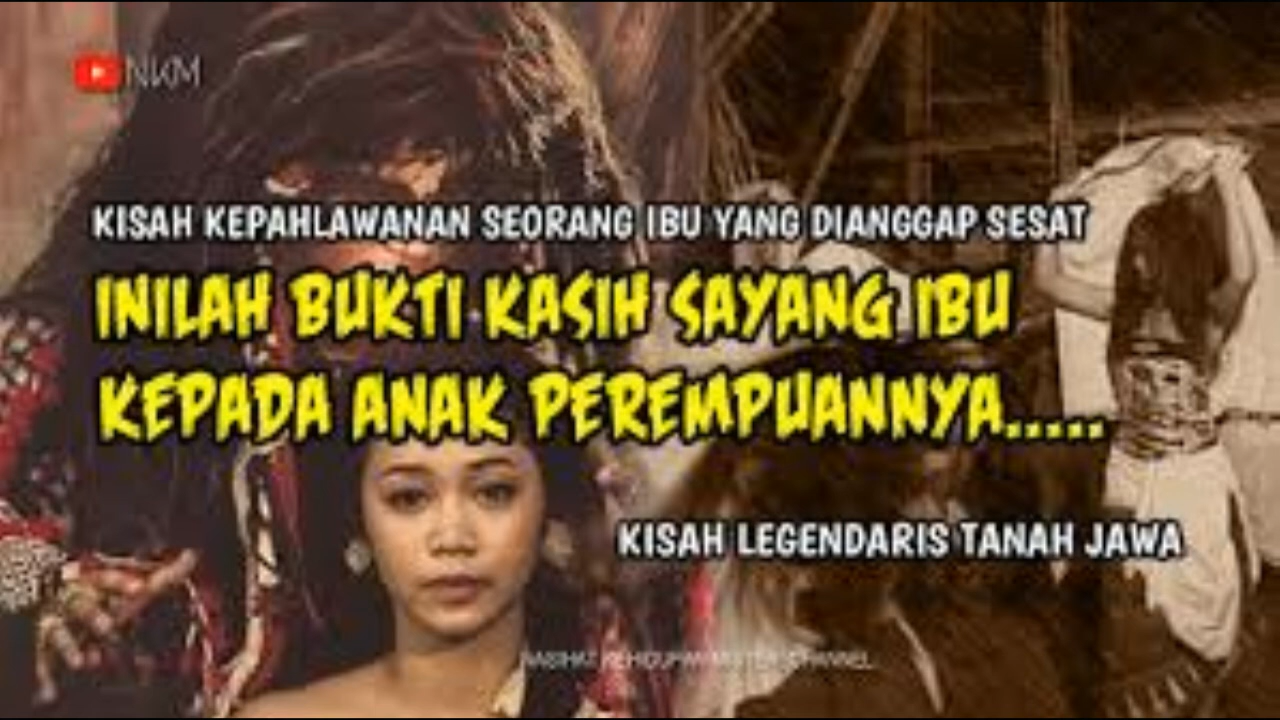 NKM
KISAH KEPAHLAWANAN SEORANG IBU YANG DIANGGAP SESAT
INILAH BUKTI KASIH SAYANG IBU
KEPADA ANAK PEREMPUANNYA.....
KISAH LEGENDARIS TANAH JAWA
CHANNEL